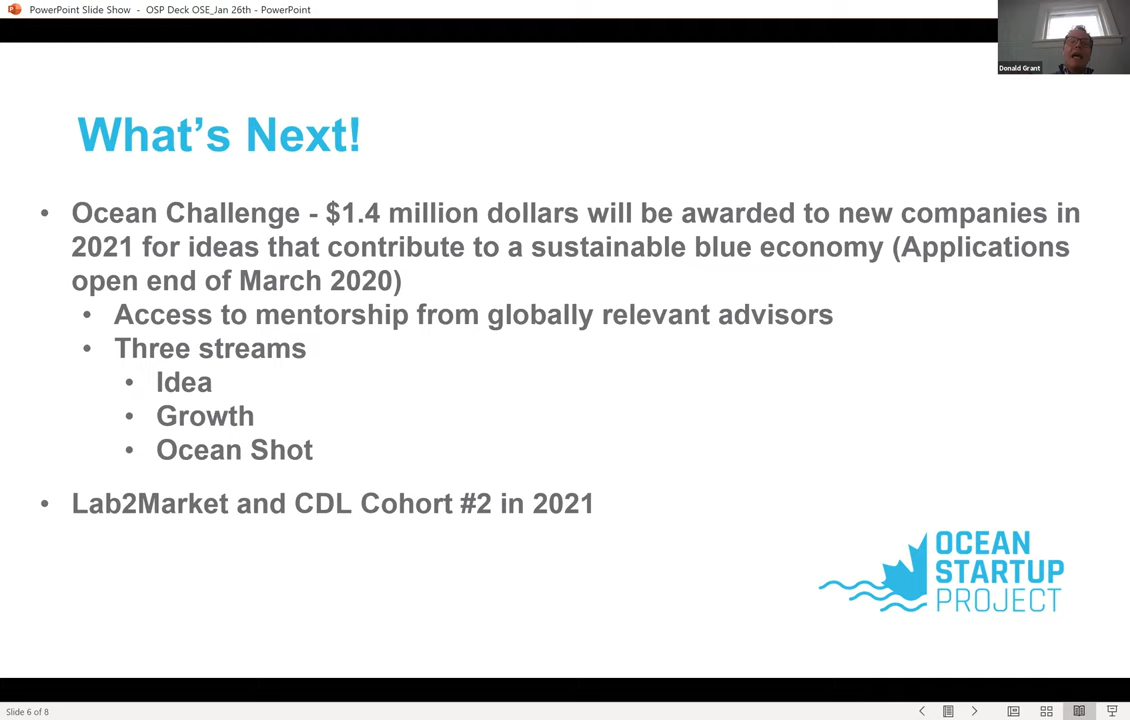 PowerPoint Slide Show - OSP Deck OSE_Jan 26th - PowerPoint
Donald Grant
What's Next!
• Ocean Challenge - $1.4 million dollars will be awarded to new companies in
2021 for ideas that contribute to a sustainable blue economy (Applications
open end of March 2020)
• Access to mentorship from globally relevant advisors
• Three streams
• Idea
• Growth
• Ocean Shot
• Lab2Market and CDL Cohort #2 in 2021
OCEAN
STARTUP
PROJECT
Slide 6 of 8